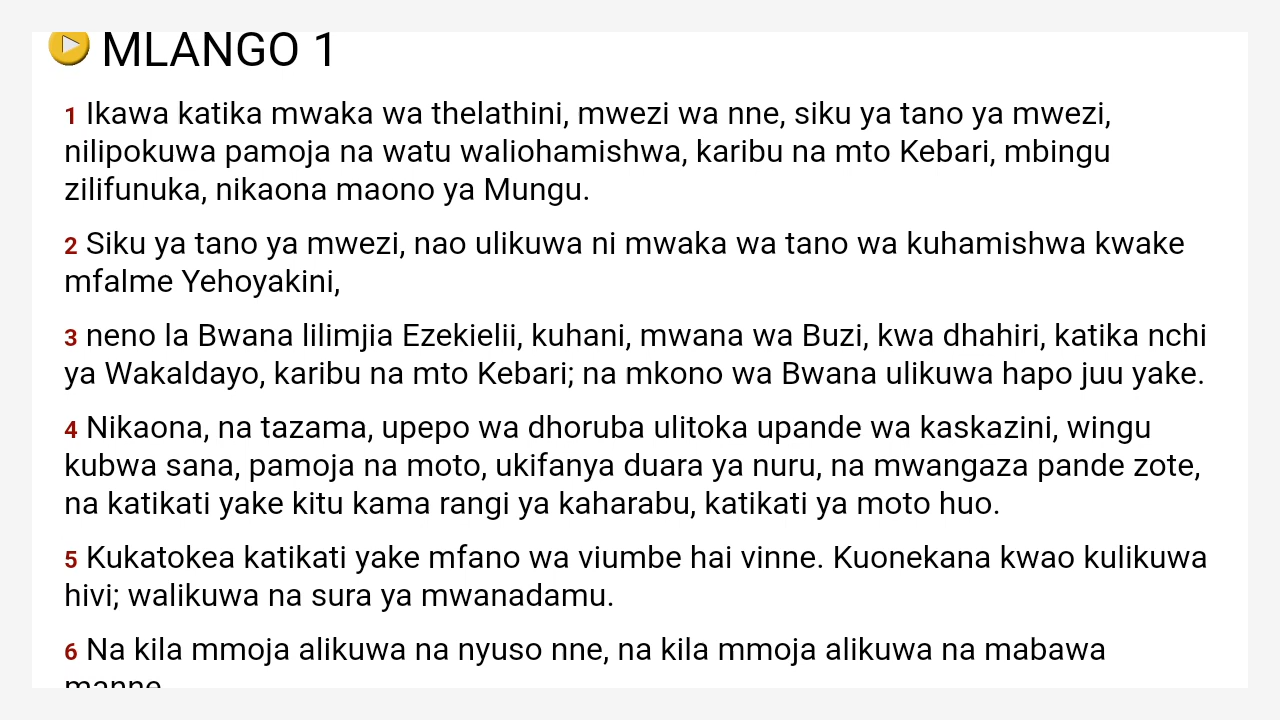 MLANGO 1
1 Ikawa katika mwaka wa thelathini, mwezi wa nne, siku ya tano ya mwezi,
nilipokuwa pamoja na watu waliohamishwa, karibu na mto Kebari, mbingu
zilifunuka, nikaona maono ya Mungu.
2 Siku ya tano ya mwezi, nao ulikuwa ni mwaka wa tano wa kuhamishwa kwake
mfalme Yehoyakini,
3 neno la Bwana lilimjia Ezekielii, kuhani, mwana wa Buzi, kwa dhahiri, katika nchi
ya Wakaldayo, karibu na mto Kebari; na mkono wa Bwana ulikuwa hapo juu yake.
4 Nikaona, na tazama, upepo wa dhoruba ulitoka upande wa kaskazini, wingu
kubwa sana, pamoja na moto, ukifanya duara ya nuru, na mwangaza pande zote,
na katikati yake kitu kama rangi ya kaharabu, katikati ya moto huo.
5 Kukatokea katikati yake mfano wa viumbe hai vinne. Kuonekana kwao kulikuwa
hivi; walikuwa na sura ya mwanadamu.
6 Na kila mmoja alikuwa na nyuso nne, na kila mmoja alikuwa na mabawa
manne